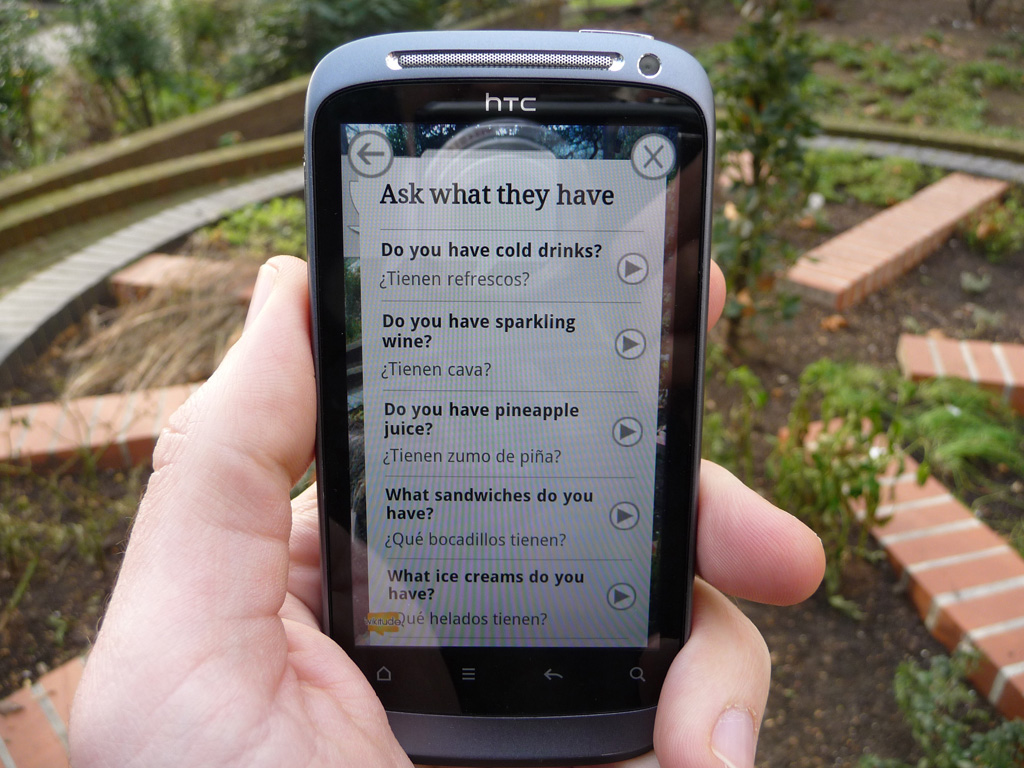 hTC
Ask what they have
Do you have cold drinks?
¿Tienen refrescos?
Do you have sparkling
wine?
¿Tienen cava?
Do you have pineapple
juice?
¿Tienen zumo de piña?
What sandwiches do you
have?
¿Qué bocadillos tienen?
What ice creams do you
have?
Qué helados tienen?
wikitude